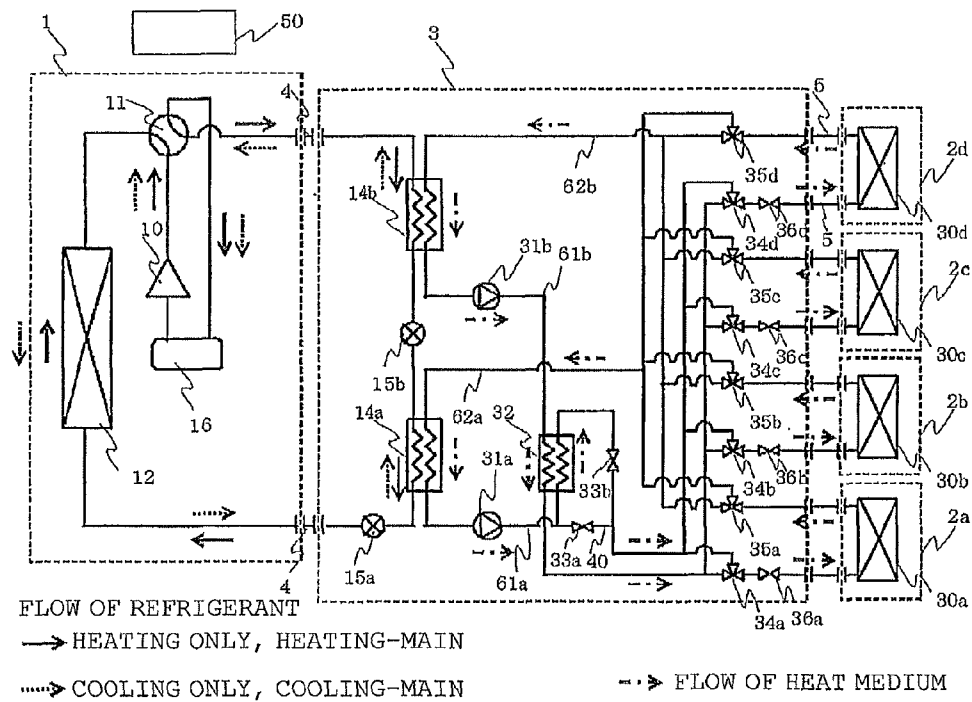 1
50
3
11
4
5
2d
35d
62b
14b
10
34d
36d
5
30d
31b
61b
2c
35c
34c
36c
30c
15b
16
14a
62a
32
2b
35b
12
31a
33b
34b
36b
30b
2a
35a
4
15a
61a
33a
40
34a
36a
30a
FLOW OF REFRIGERANT
HEATING ONLY, HEATING-MAIN
COOLING ONLY, COOLING-MAIN
FLOW OF HEAT MEDIUM